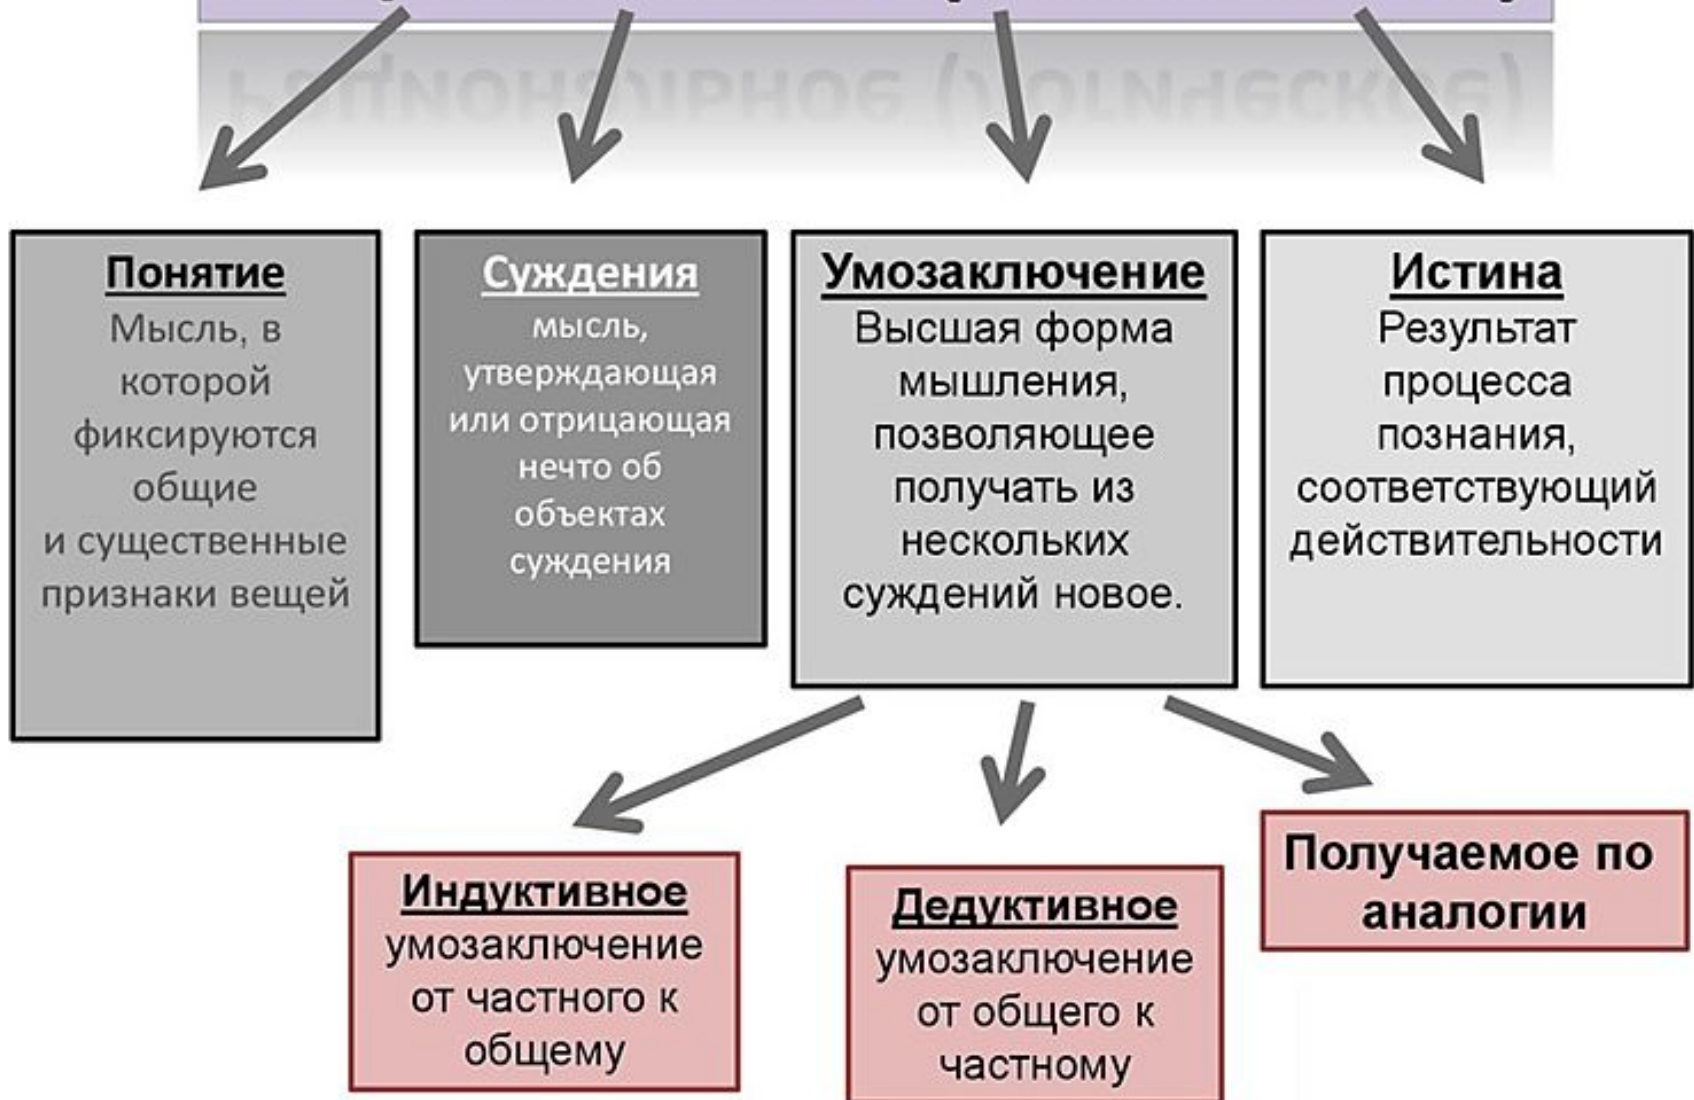 Рациональное (логическое)
Понятие
Мысль, в
которой
фиксируются
общие
и существенные
признаки вещей
Суждения
мысль,
утверждающая
или отрицающая
нечто об
объектах
суждения
Умозаключение
Высшая форма
мышления,
позволяющее
получать из
нескольких
суждений новое.
Истина
Результат
процесса
познания,
соответствующий
действительности
Индуктивное
умозаключение
от частного к
общему
Дедуктивное
умозаключение
от общего к
частному
Получаемое по
аналогии